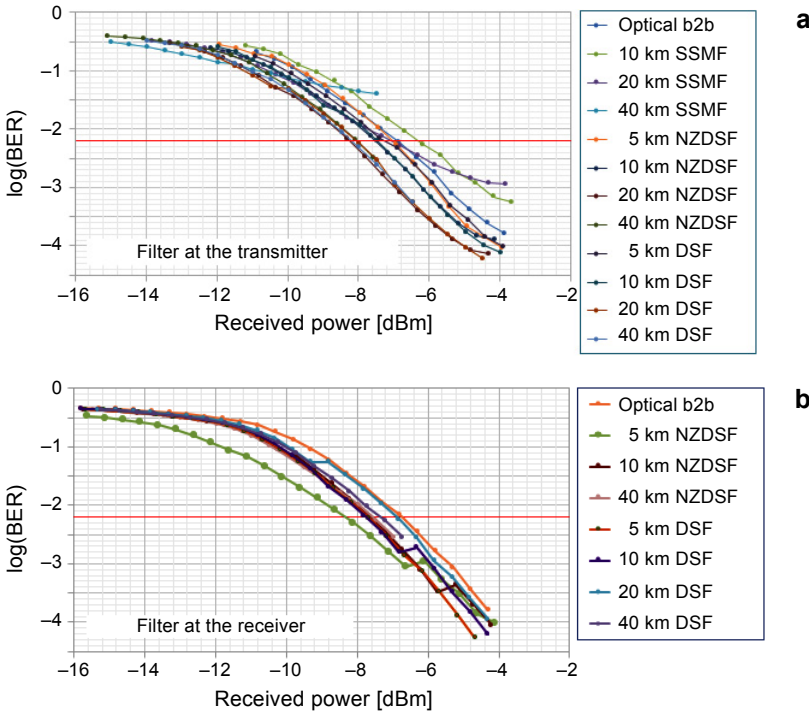 a
0
–1
–2
–3
–4
log(BER)
Filter at the transmitter
–16
–14
–12
–10
–8
–6
–4
–2
Received power [dBm]
Optical b2b
10 km SSMF
20 km SSMF
40 km SSMF
5 km NZDSF
10 km NZDSF
20 km NZDSF
40 km NZDSF
5 km DSF
10 km DSF
20 km DSF
40 km DSF
b
0
–1
–2
–3
–4
log(BER)
Filter at the receiver
–16
–14
–12
–10
–8
–6
–4
–2
Received power [dBm]
Optical b2b
5 km NZDSF
10 km NZDSF
40 km NZDSF
5 km DSF
10 km DSF
20 km DSF
40 km DSF